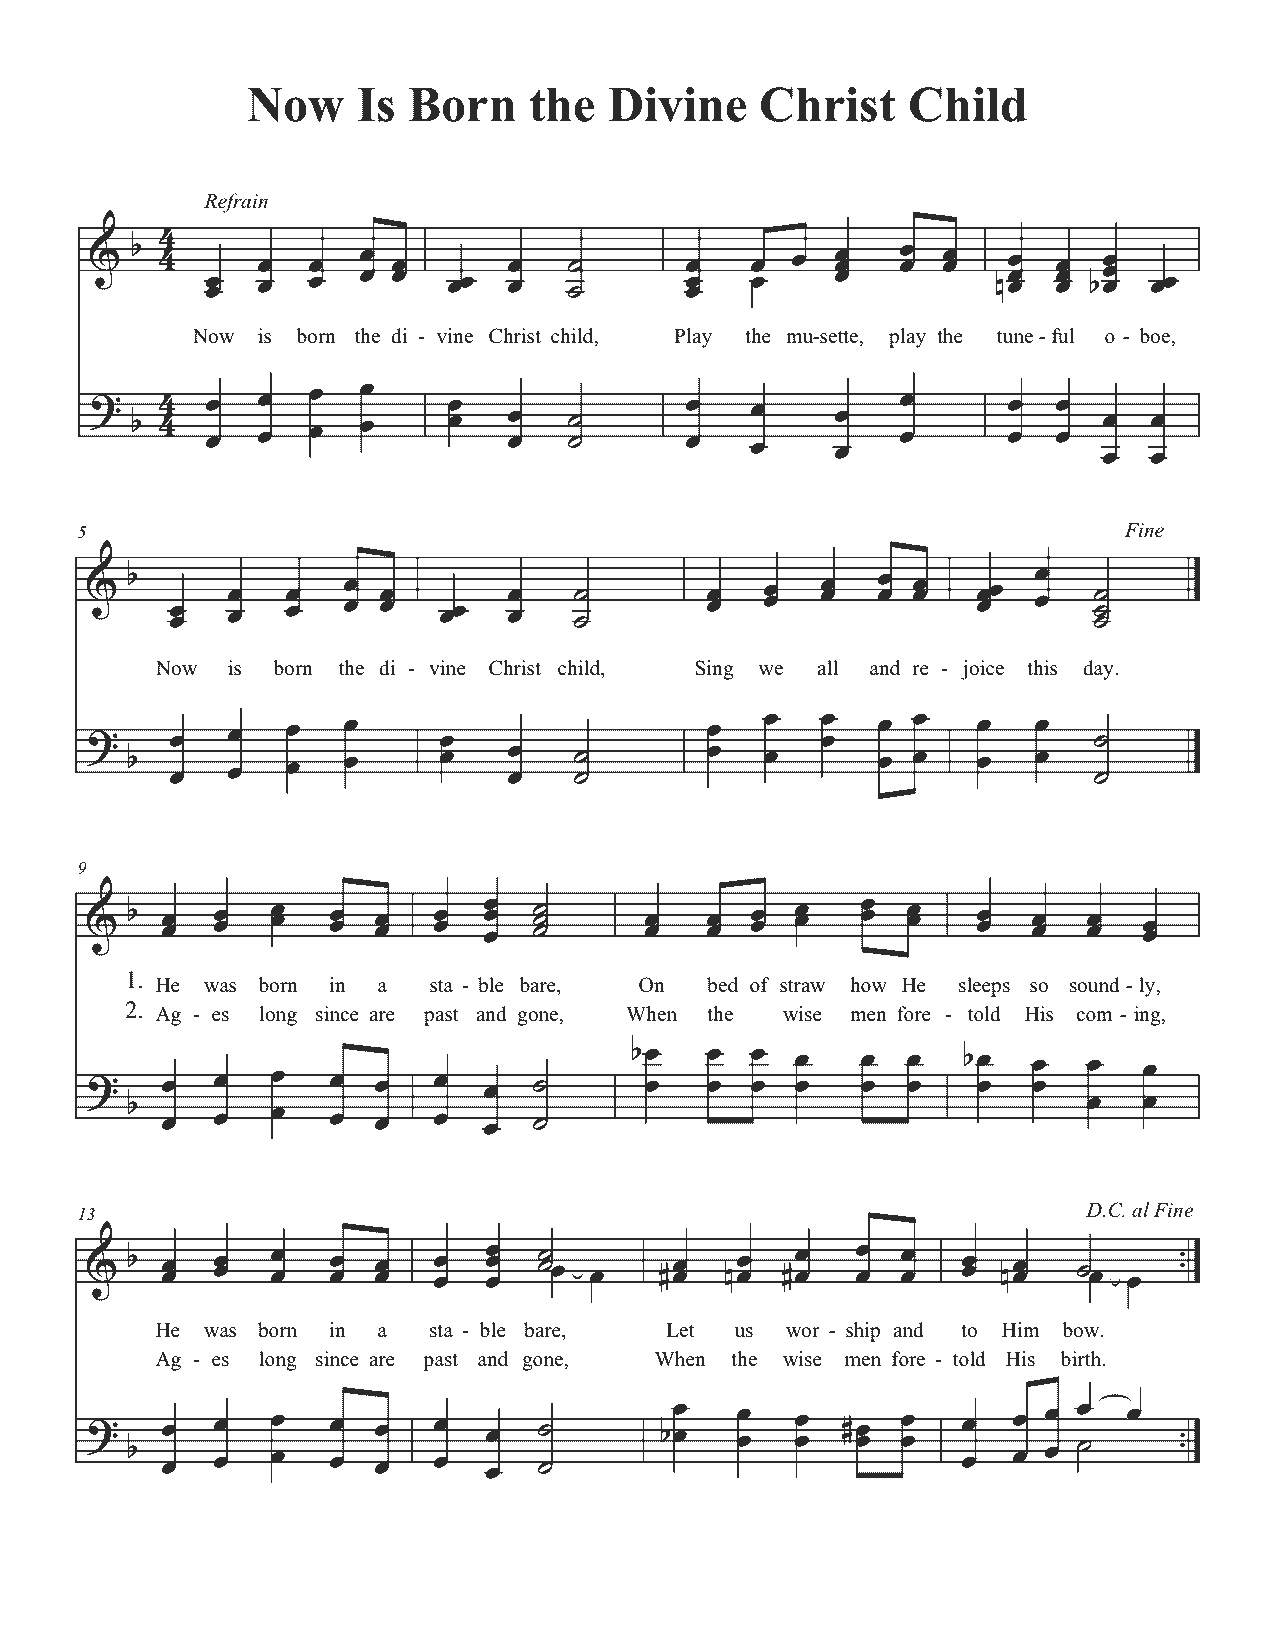 Now Is Born the Divine Christ Child
Refrain
Now is born the di - vine Christ child, Play the mu-sette, play the tune - ful o - boe,
5 Fine
Now is born the di - vine Christ child, Sing we all and re - joice this day.
9
1. He was born in a sta - ble bare, On bed of straw how He sleeps so sound - ly,
2. Ag - es long since are past and gone, When the wise men fore - told His com - ing,
13 D.C. al Fine
He was born in a sta - ble bare, Let us wor - ship and to Him bow.
Ag - es long since are past and gone, When the wise men fore - told His birth.